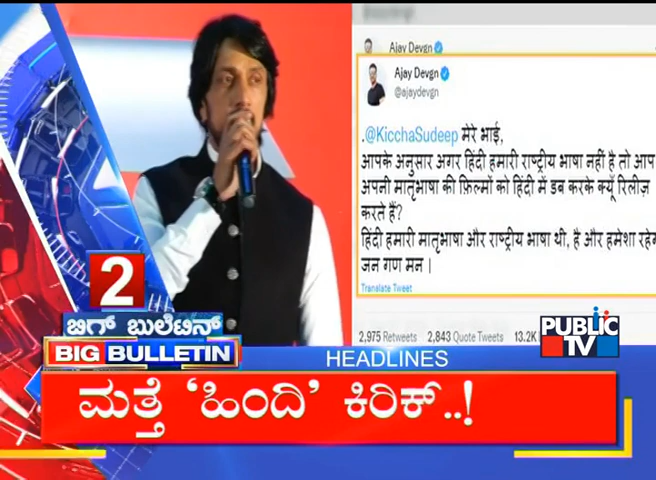 Ajay Devgn
Ajay Devgn
@ajaydevgn
.@KicchaSudeep मेरे भाई,
आपके अनुसार अगर हिंदी हमारी राष्ट्रीय भाषा नहीं है तो आप
अपनी मातृभाषा की फ़िल्मों को हिंदी में डब करके क्यूँ रिलीज़
करते हैं?
हिंदी हमारी मातृभाषा और राष्ट्रीय भाषा थी, है और हमेशा रहेग
जन गण मन ।
Translate Tweet
2,975 Retweets 2,843 Quote Tweets 13.2K
2
ಬಿಗ್ ಬುಲೆಟಿನ್
BIG BULLETIN
HEADLINES
PUBLIC
TV
ಮತ್ತೆ ‘ಹಿಂದಿ’ ಕಿರಿಕ್..!